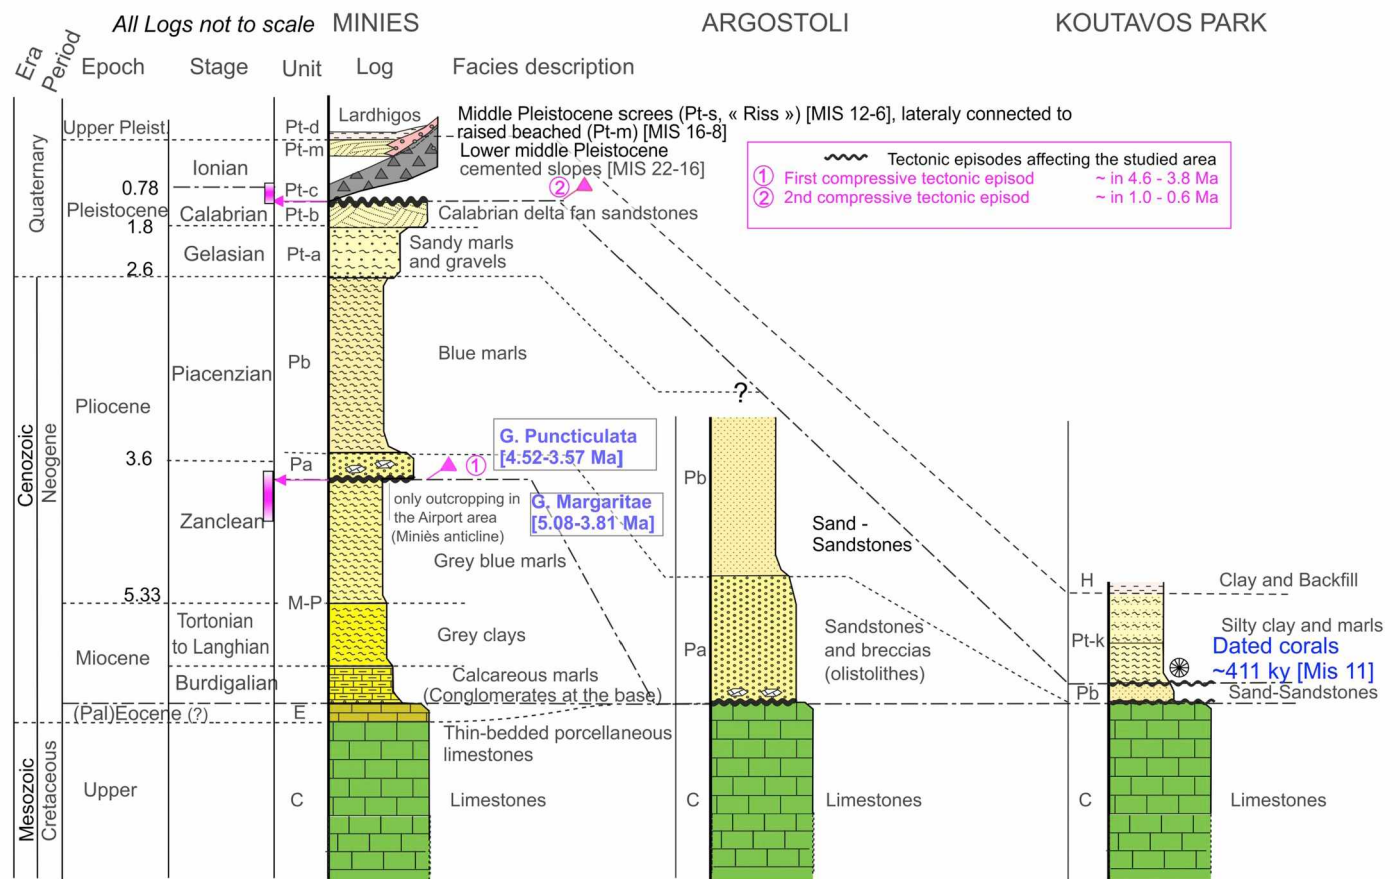 All Logs not to scale
MINIES
ARGOSTOLI
KOUTAVOS PARK
Era
Period
Epoch
Stage
Unit
Log
Facies description
Quaternary
Upper Pleist.
Pleistocene
0.78
1.8
2.6
Ionian
Calabrian
Gelasian
Pt-d
Pt-m
Pt-c
Pt-b
Pt-a
Lardhigos
Middle Pleistocene screes (Pt-s, « Riss ») [MIS 12-6], lateraly connected to
raised beached (Pt-m) [MIS 16-8]
Lower middle Pleistocene
cemented slopes [MIS 22-16]
2
Calabrian delta fan sandstones
Sandy marls
and gravels
Tectonic episodes affecting the studied area
1 First compressive tectonic episod ~ in 4.6 - 3.8 Ma
2 2nd compressive tectonic episod ~ in 1.0 - 0.6 Ma
Cenozoic
Neogene
Pliocene
3.6
5.33
Piacenzian
Zanclean
Pb
Pa
Blue marls
1
G. Puncticulata
[4.52-3.57 Ma]
G. Margaritae
[5.08-3.81 Ma]
only outcropping in
the Airport area
(Miniès anticline)
Grey blue marls
M-P
Miocene
Tortonian
to Langhian
Burdigalian
Grey clays
Calcareous marls
(Conglomerates at the base)
(Pal)Eocene (?)
E
Thin-bedded porcellaneous
limestones
Mesozoic
Cretaceous
Upper
C
Limestones
?
Pb
Sand -
Sandstones
Pa
Sandstones
and breccias
(olistolithes)
C
Limestones
H
Clay and Backfill
Pt-k
Silty clay and marls
Dated corals
~411 ky [Mis 11]
Pb
Sand-Sandstones
C
Limestones